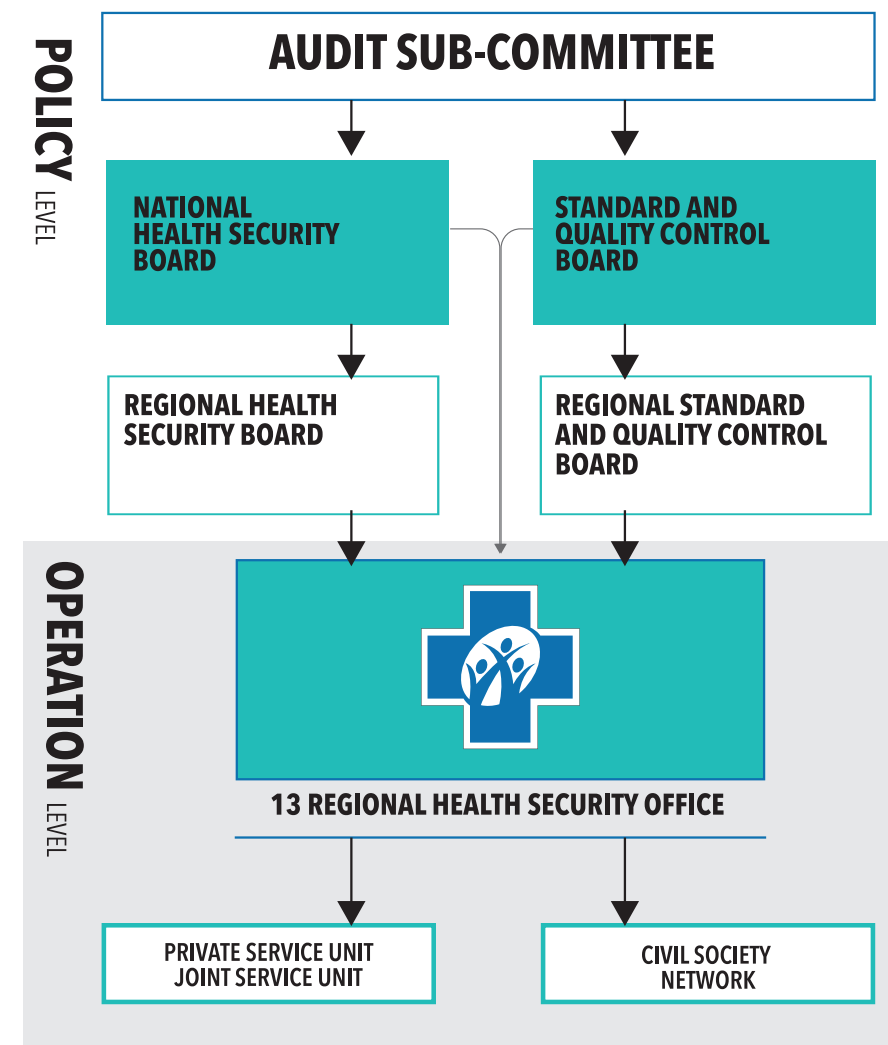 POLICY LEVEL
AUDIT SUB-COMMITTEE
NATIONAL
HEALTH SECURITY
BOARD
STANDARD AND
QUALITY CONTROL
BOARD
REGIONAL HEALTH
SECURITY BOARD
REGIONAL STANDARD
AND QUALITY CONTROL
BOARD
OPERATION LEVEL
13 REGIONAL HEALTH SECURITY OFFICE
PRIVATE SERVICE UNIT
JOINT SERVICE UNIT
CIVIL SOCIETY
NETWORK